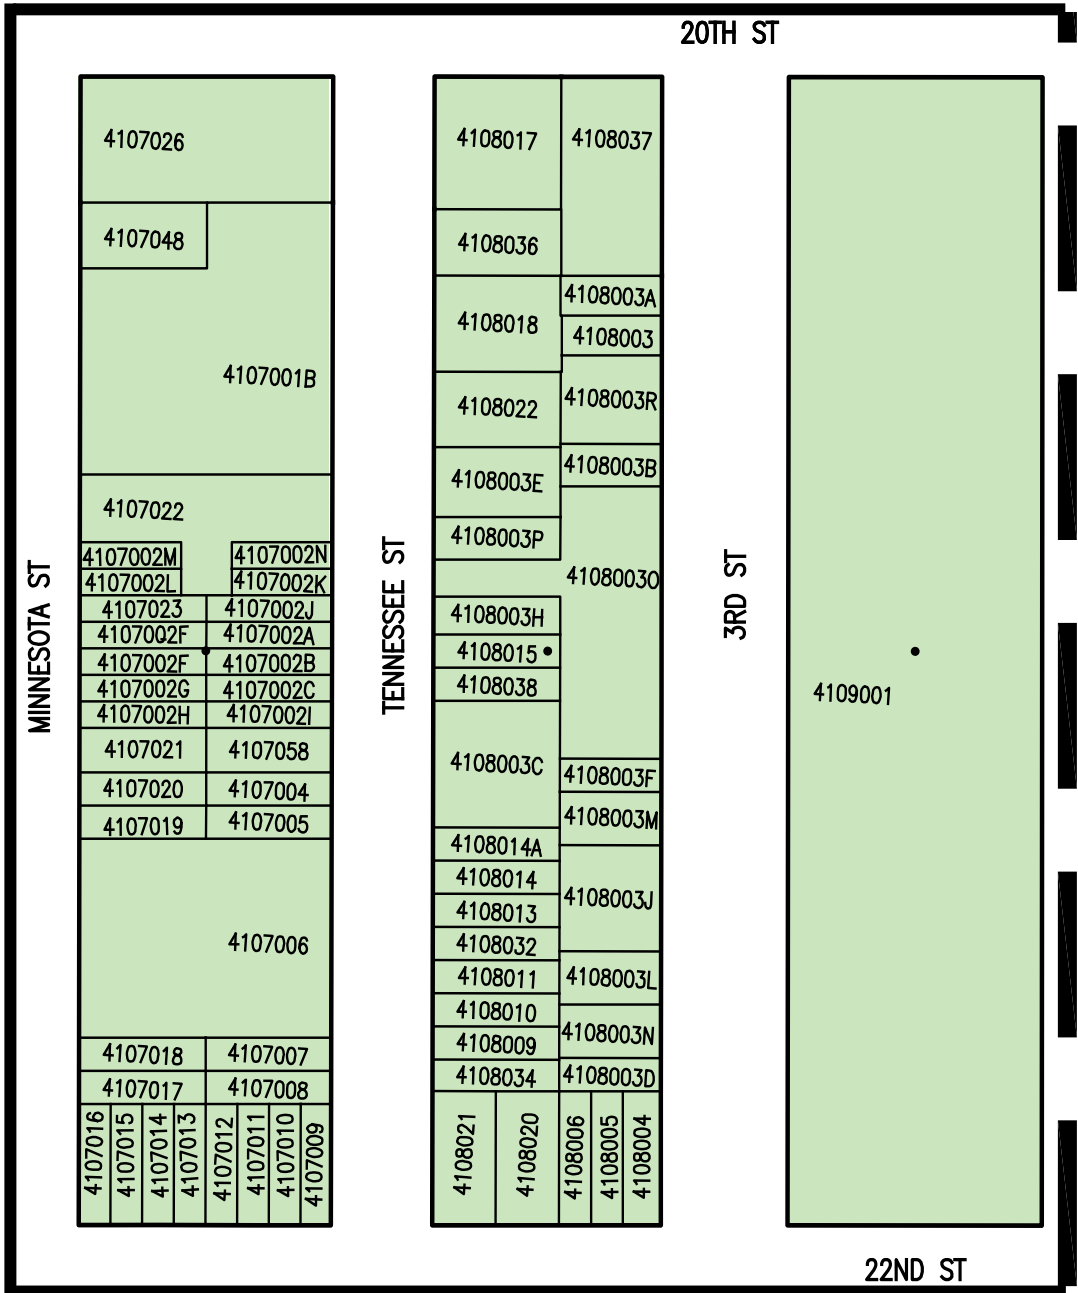 20TH ST
4107026
4107048
4107001B
4107022
4107002M
4107002N
4107002L
4107002K
4107023
4107002J
4107002F
4107002A
4107002F
4107002B
4107002G
4107002C
4107002H
4107002I
4107021
4107058
4107020
4107004
4107019
4107005
4107006
4107018
4107007
4107017
4107008
4107016
4107015
4107014
4107013
4107012
4107011
4107010
4107009
MINNESOTA ST
4108017
4108037
4108036
4108003A
4108018
4108003
4108022
4108003R
4108003E
4108003B
4108003P
4108003O
4108003H
4108015
4108038
4108003C
4108003F
4108003M
4108014A
4108014
4108003J
4108013
4108032
4108011
4108003L
4108010
4108009
4108003N
4108034
4108003D
4108021
4108020
4108006
4108005
4108004
TENNESSEE ST
3RD ST
4109001
22ND ST